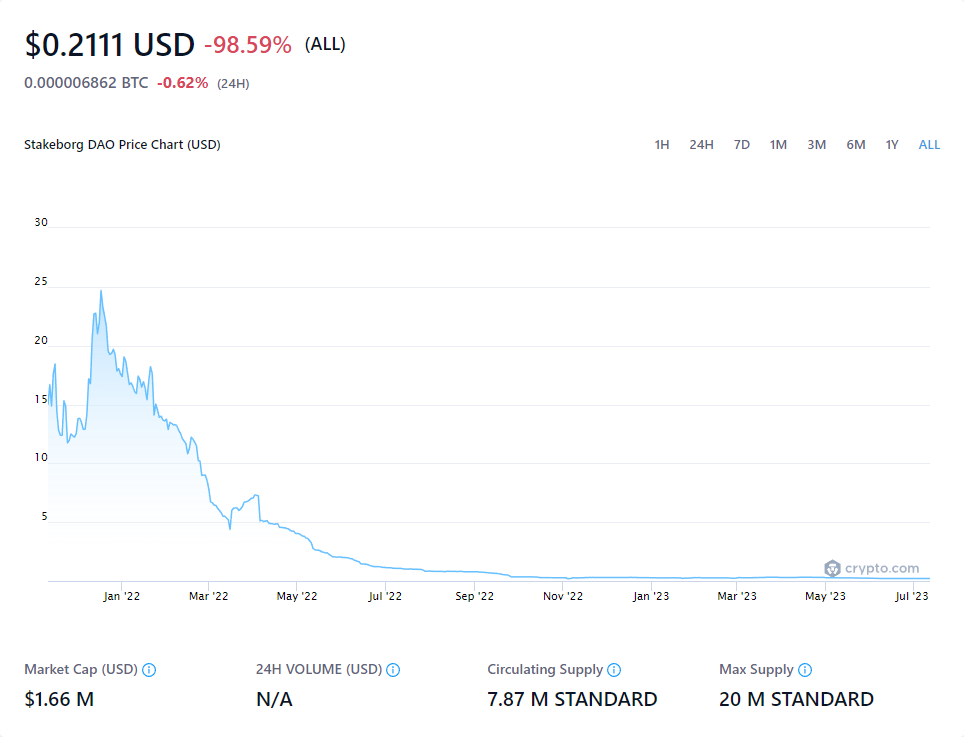 $0.2111 USD -98.59% (ALL)
0.000006862 BTC -0.62% (24H)
Stakeborg DAO Price Chart (USD) 1H 24H 7D 1M 3M 6M 1Y ALL
30
25
20
15
10
5
crypto.com
Jan '22 Mar '22 May '22 Jul '22 Sep '22 Nov '22 Jan '23 Mar '23 May '23 Jul '23
Market Cap (USD) 24H VOLUME (USD) Circulating Supply Max Supply
$1.66 M N/A 7.87 M STANDARD 20 M STANDARD